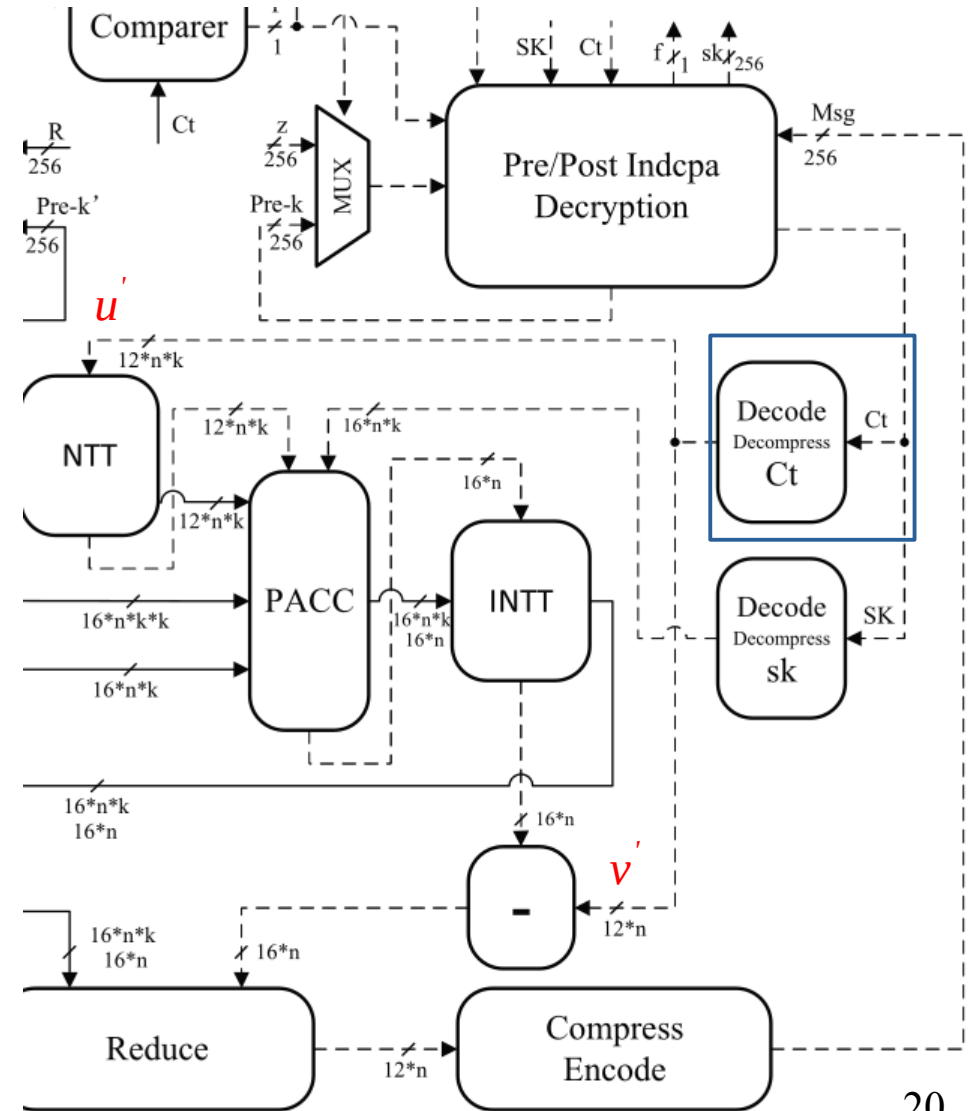 Comparer
1
SK
Ct
f
1
sk
256
Ct
R
256
z
256
MUX
Pre/Post Indcpa
Decryption
Msg
256
Pre-k'
256
Pre-k
256
u'
12*n*k
NTT
12*n*k
16*n*k
16*n
Decode
Decompress
Ct
Ct
12*n*k
PACC
16*n*k
16*n
INTT
16*n*k*k
16*n*k
Decode
Decompress
sk
SK
16*n*k
16*n
16*n
v'
-
12*n
16*n*k
16*n
16*n
Reduce
12*n
Compress
Encode
20